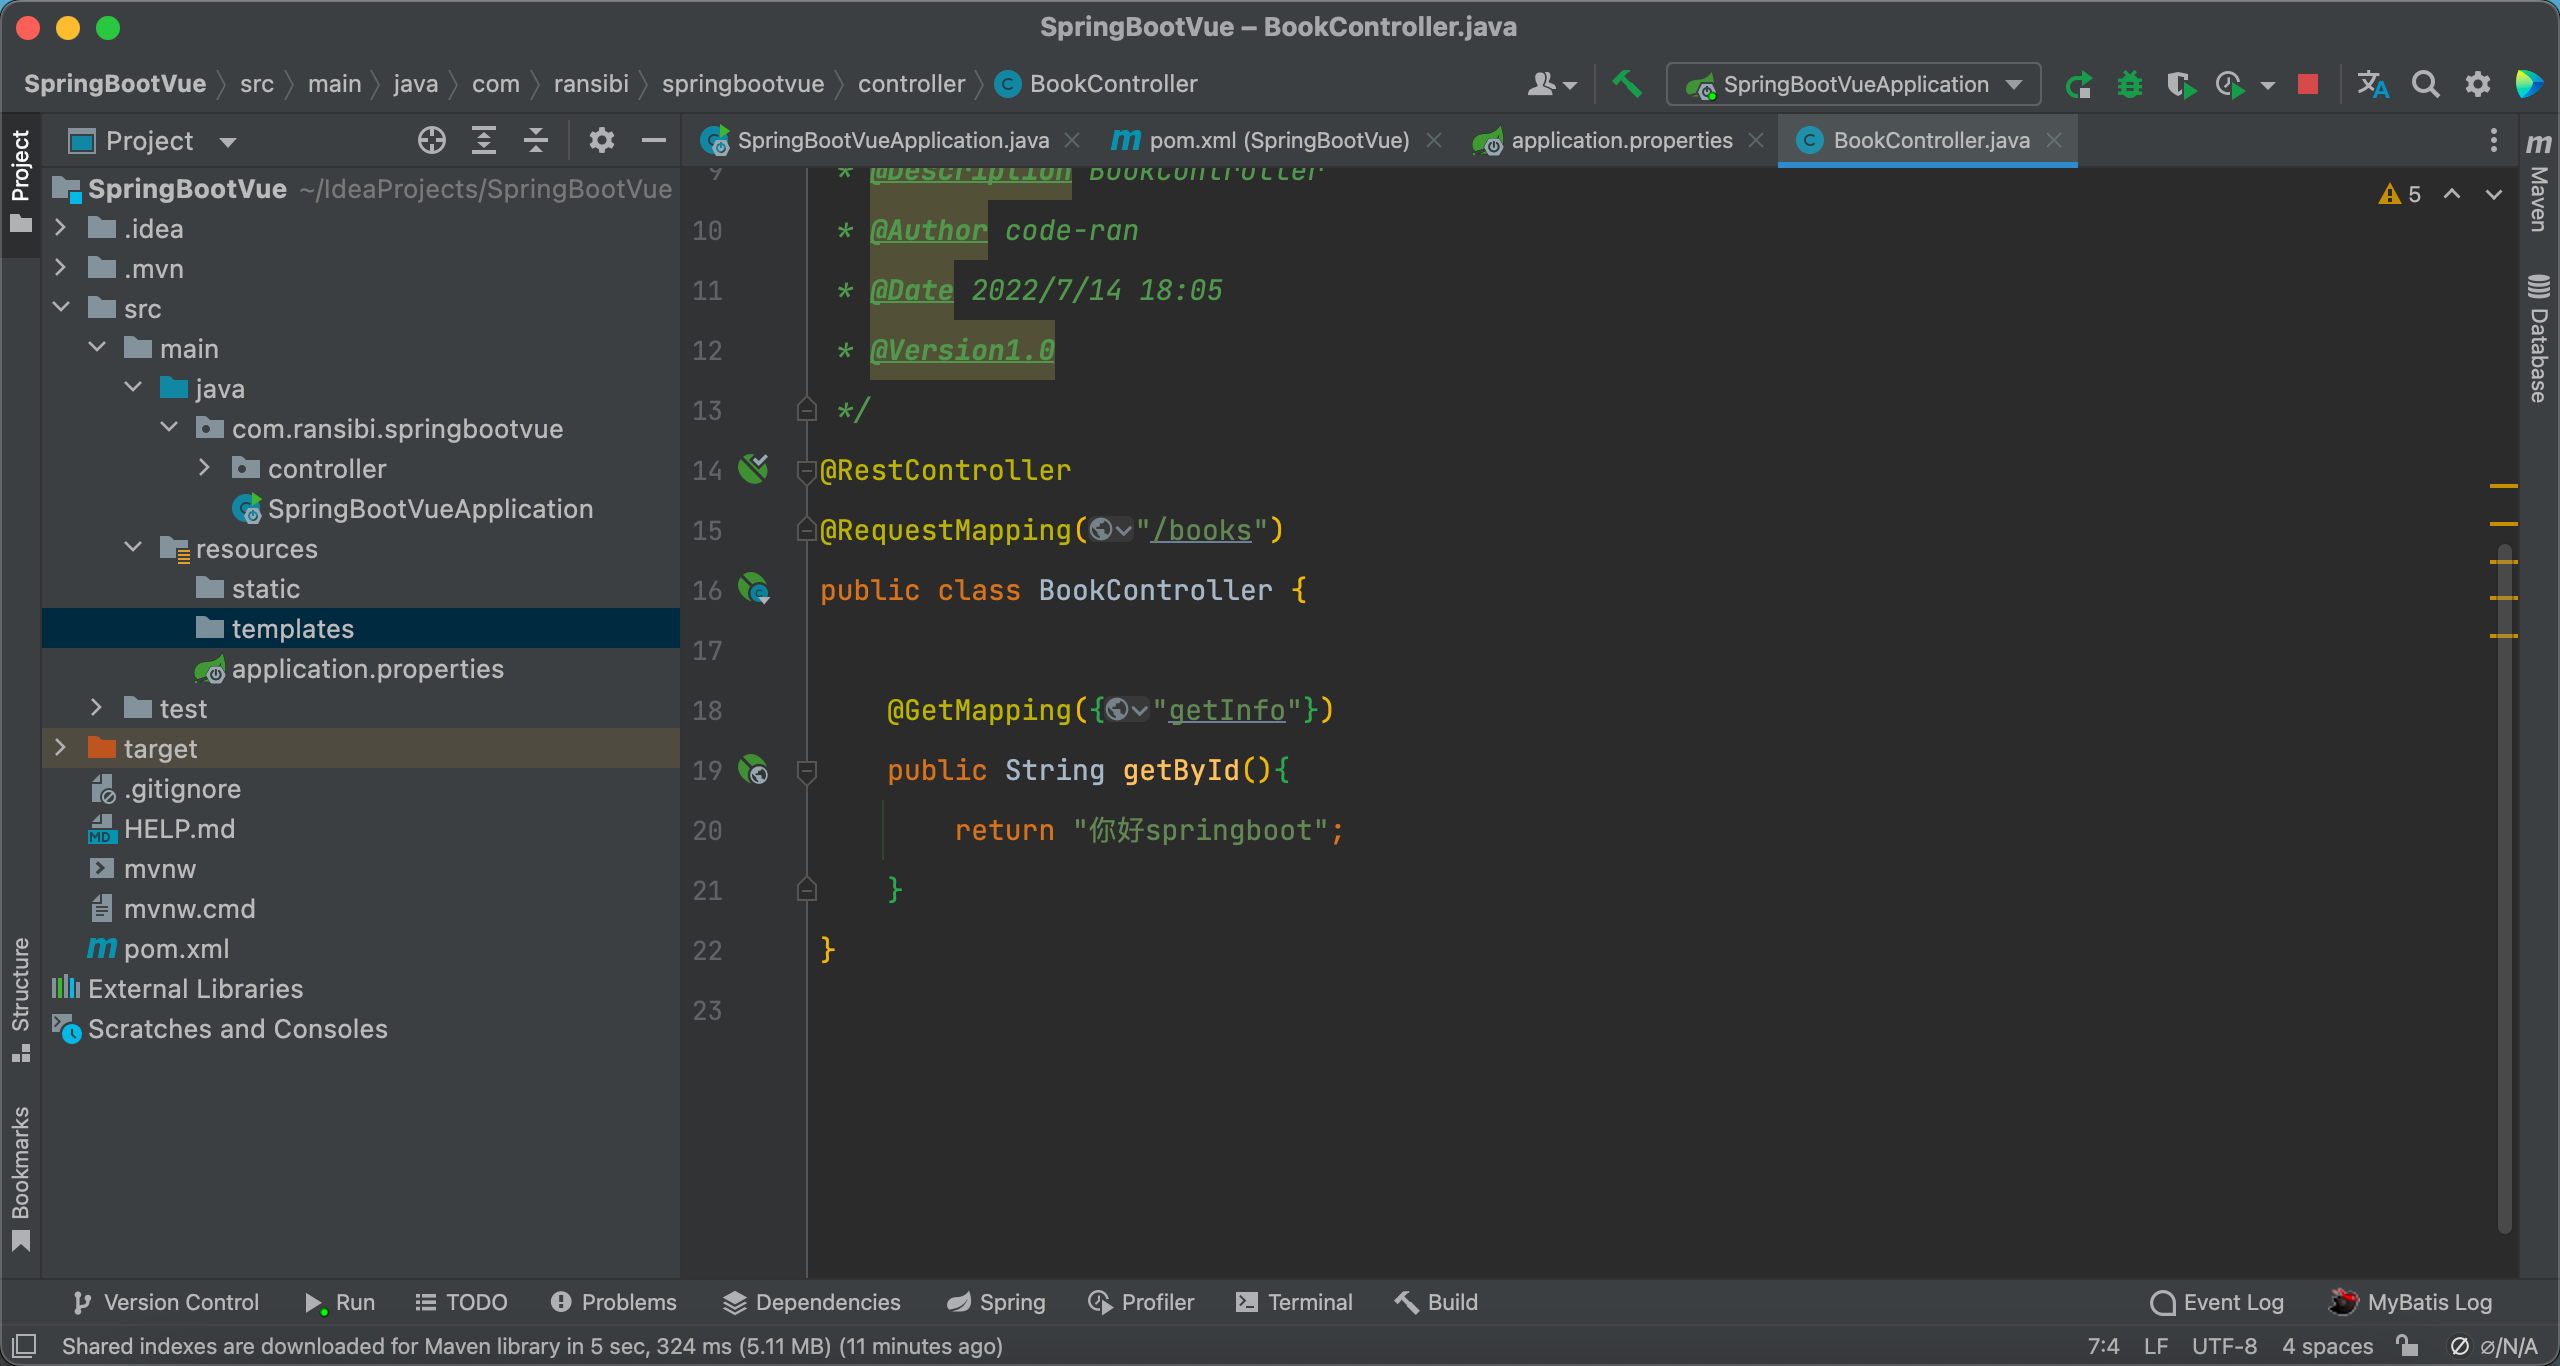 SpringBootVue – BookController.java
SpringBootVue src main java com ransibi springbootvue controller BookController
SpringBootVueApplication
Project
SpringBootVueApplication.java
pom.xml (SpringBootVue)
application.properties
BookController.java
Project
SpringBootVue ~/IdeaProjects/SpringBootVue
.idea
.mvn
src
main
java
com.ransibi.springbootvue
controller
SpringBootVueApplication
resources
static
templates
application.properties
test
target
.gitignore
HELP.md
mvnw
mvnw.cmd
pom.xml
External Libraries
Scratches and Consoles
Structure
Bookmarks
9 * @Description BookController
10 * @Author code-ran
11 * @Date 2022/7/14 18:05
12 * @Version1.0
13 */
14 @RestController
15 @RequestMapping("/books")
16 public class BookController {
17
18 @GetMapping({"getInfo"})
19 public String getById(){
20 return "你好springboot";
21 }
22 }
23
5
Maven
Database
Version Control Run TODO Problems Dependencies Spring Profiler Terminal Build Event Log MyBatis Log
Shared indexes are downloaded for Maven library in 5 sec, 324 ms (5.11 MB) (11 minutes ago) 7:4 LF UTF-8 4 spaces ⌀/N/A